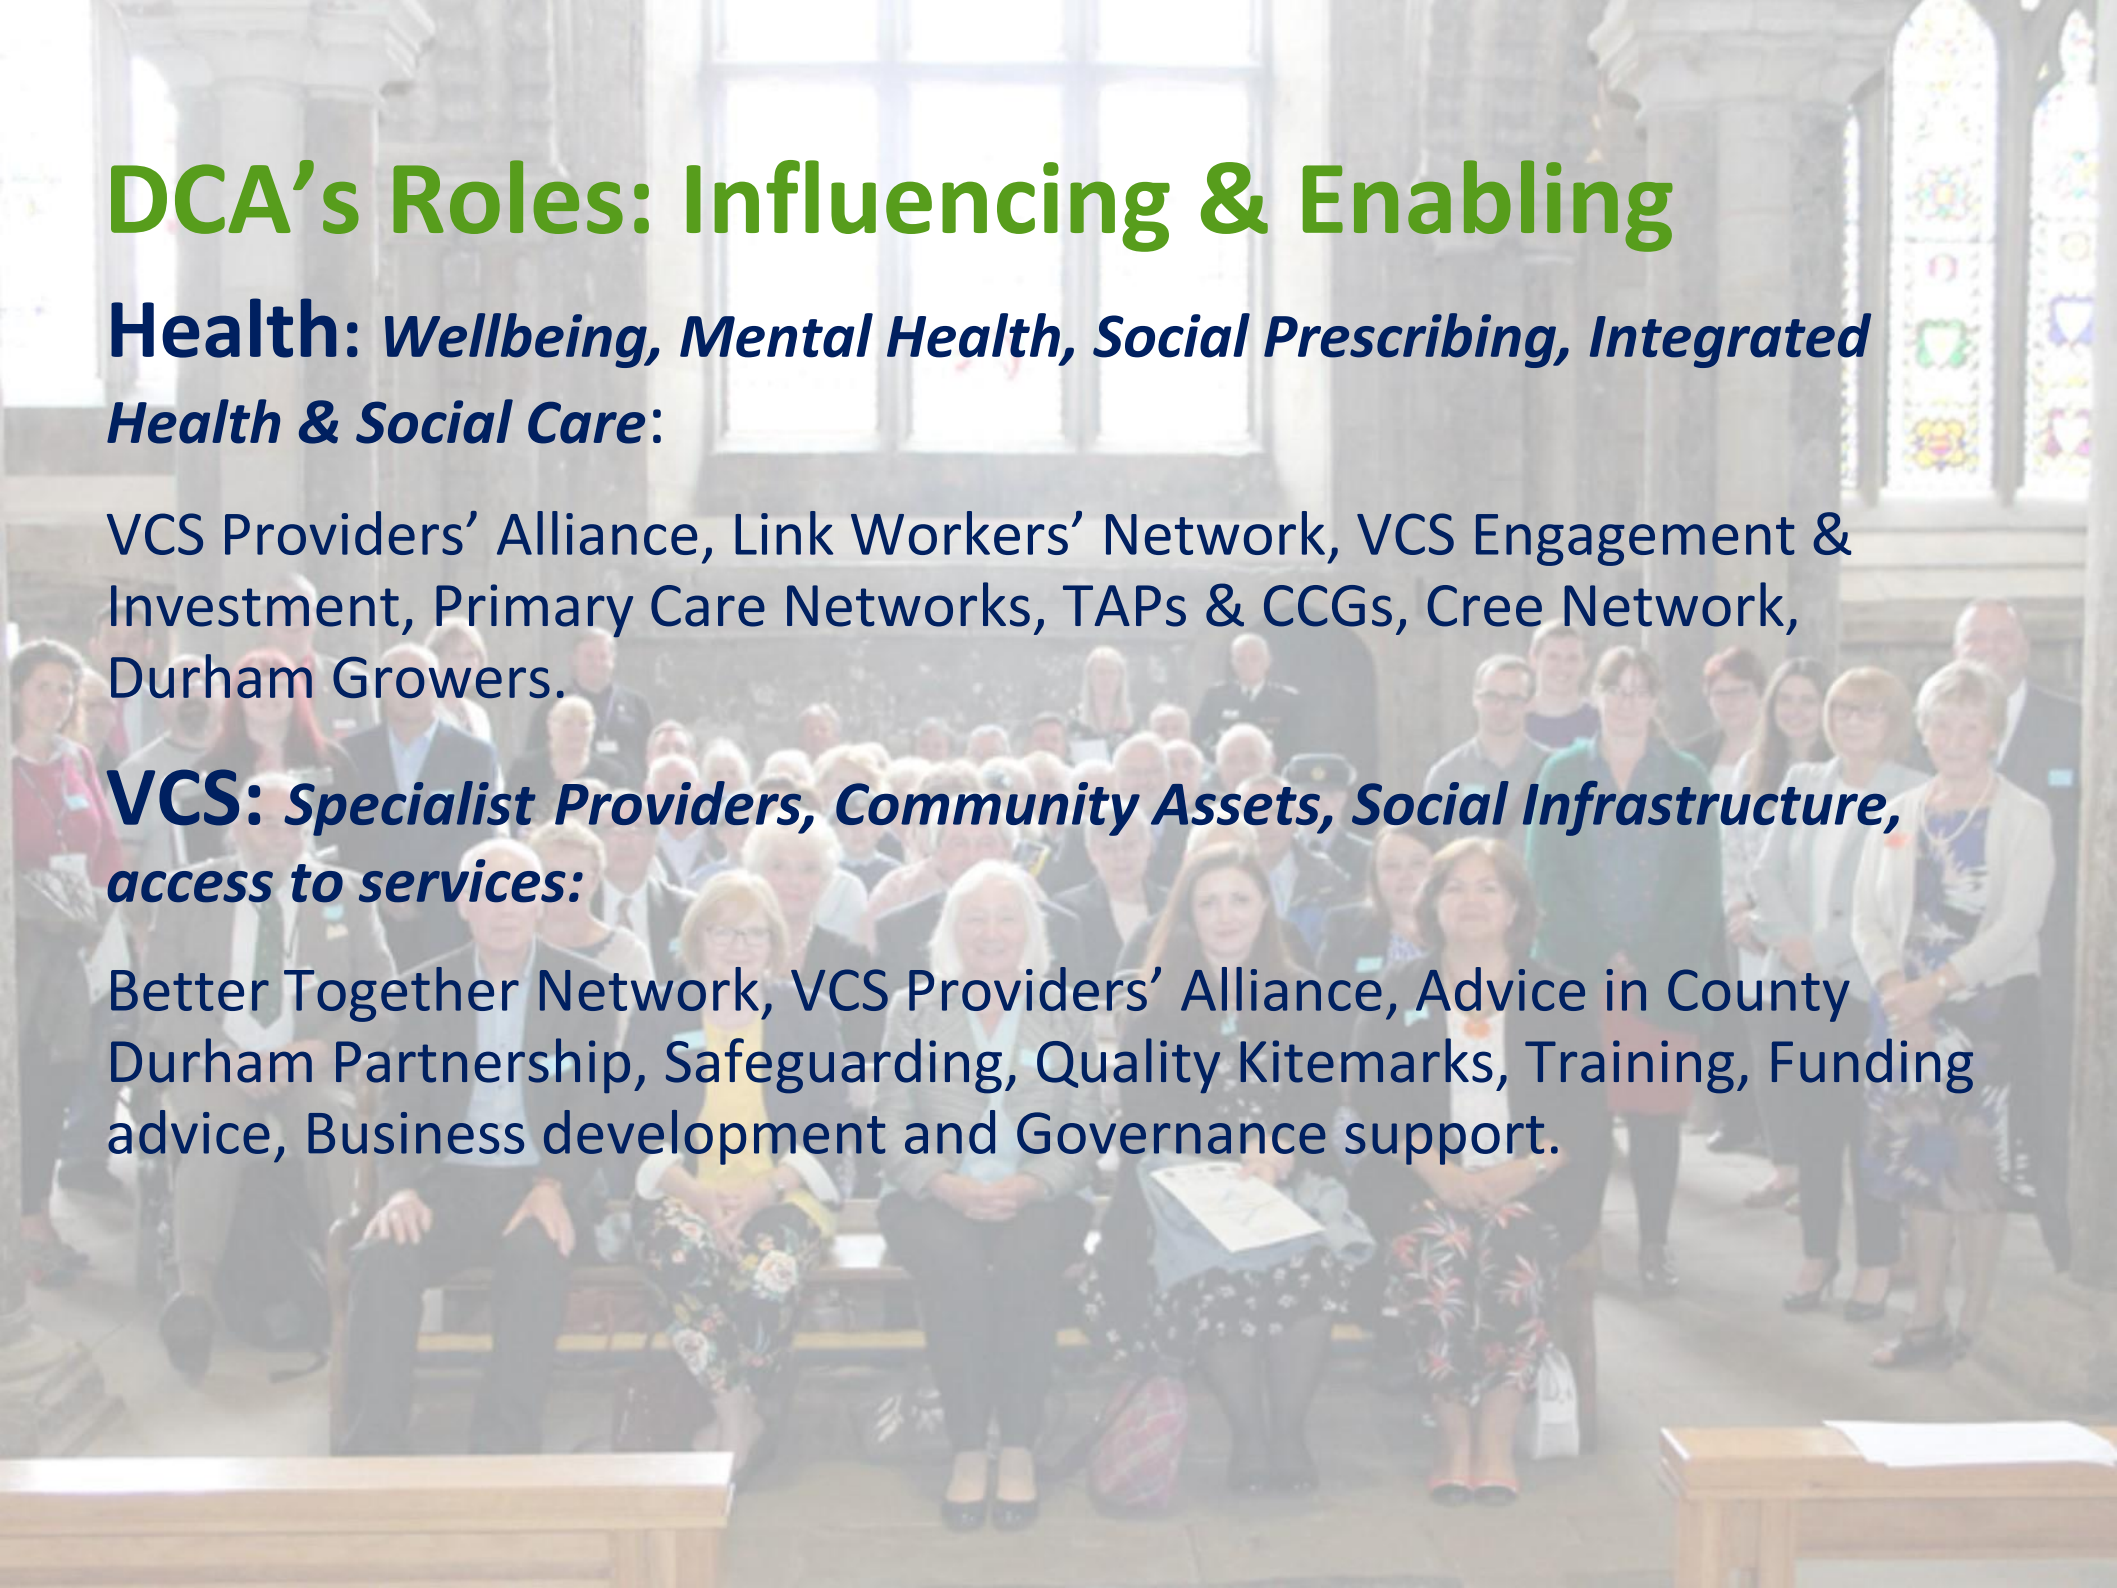 DCA’s Roles: Influencing & Enabling
Health: Wellbeing, Mental Health, Social Prescribing, Integrated
Health & Social Care:
VCS Providers’ Alliance, Link Workers’ Network, VCS Engagement &
Investment, Primary Care Networks, TAPs & CCGs, Cree Network,
Durham Growers.
VCS: Specialist Providers, Community Assets, Social Infrastructure,
access to services:
Better Together Network, VCS Providers’ Alliance, Advice in County
Durham Partnership, Safeguarding, Quality Kitemarks, Training, Funding
advice, Business development and Governance support.